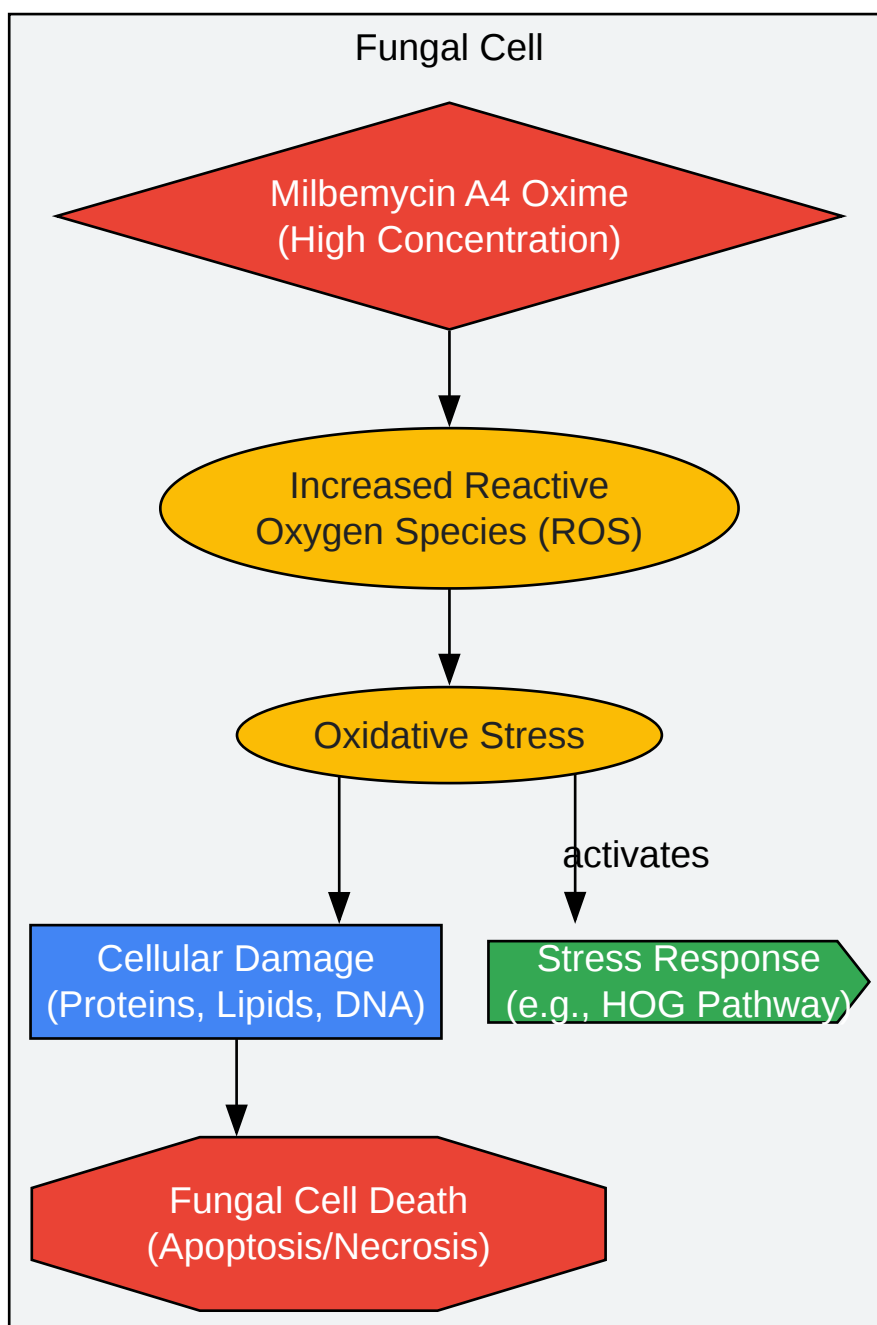 Fungal Cell
Milbemycin A4 Oxime
(High Concentration)
Increased Reactive
Oxygen Species (ROS)
Oxidative Stress
activates
Cellular Damage
(Proteins, Lipids, DNA)
Stress Response
(e.g., HOG Pathway)
Fungal Cell Death
(Apoptosis/Necrosis)